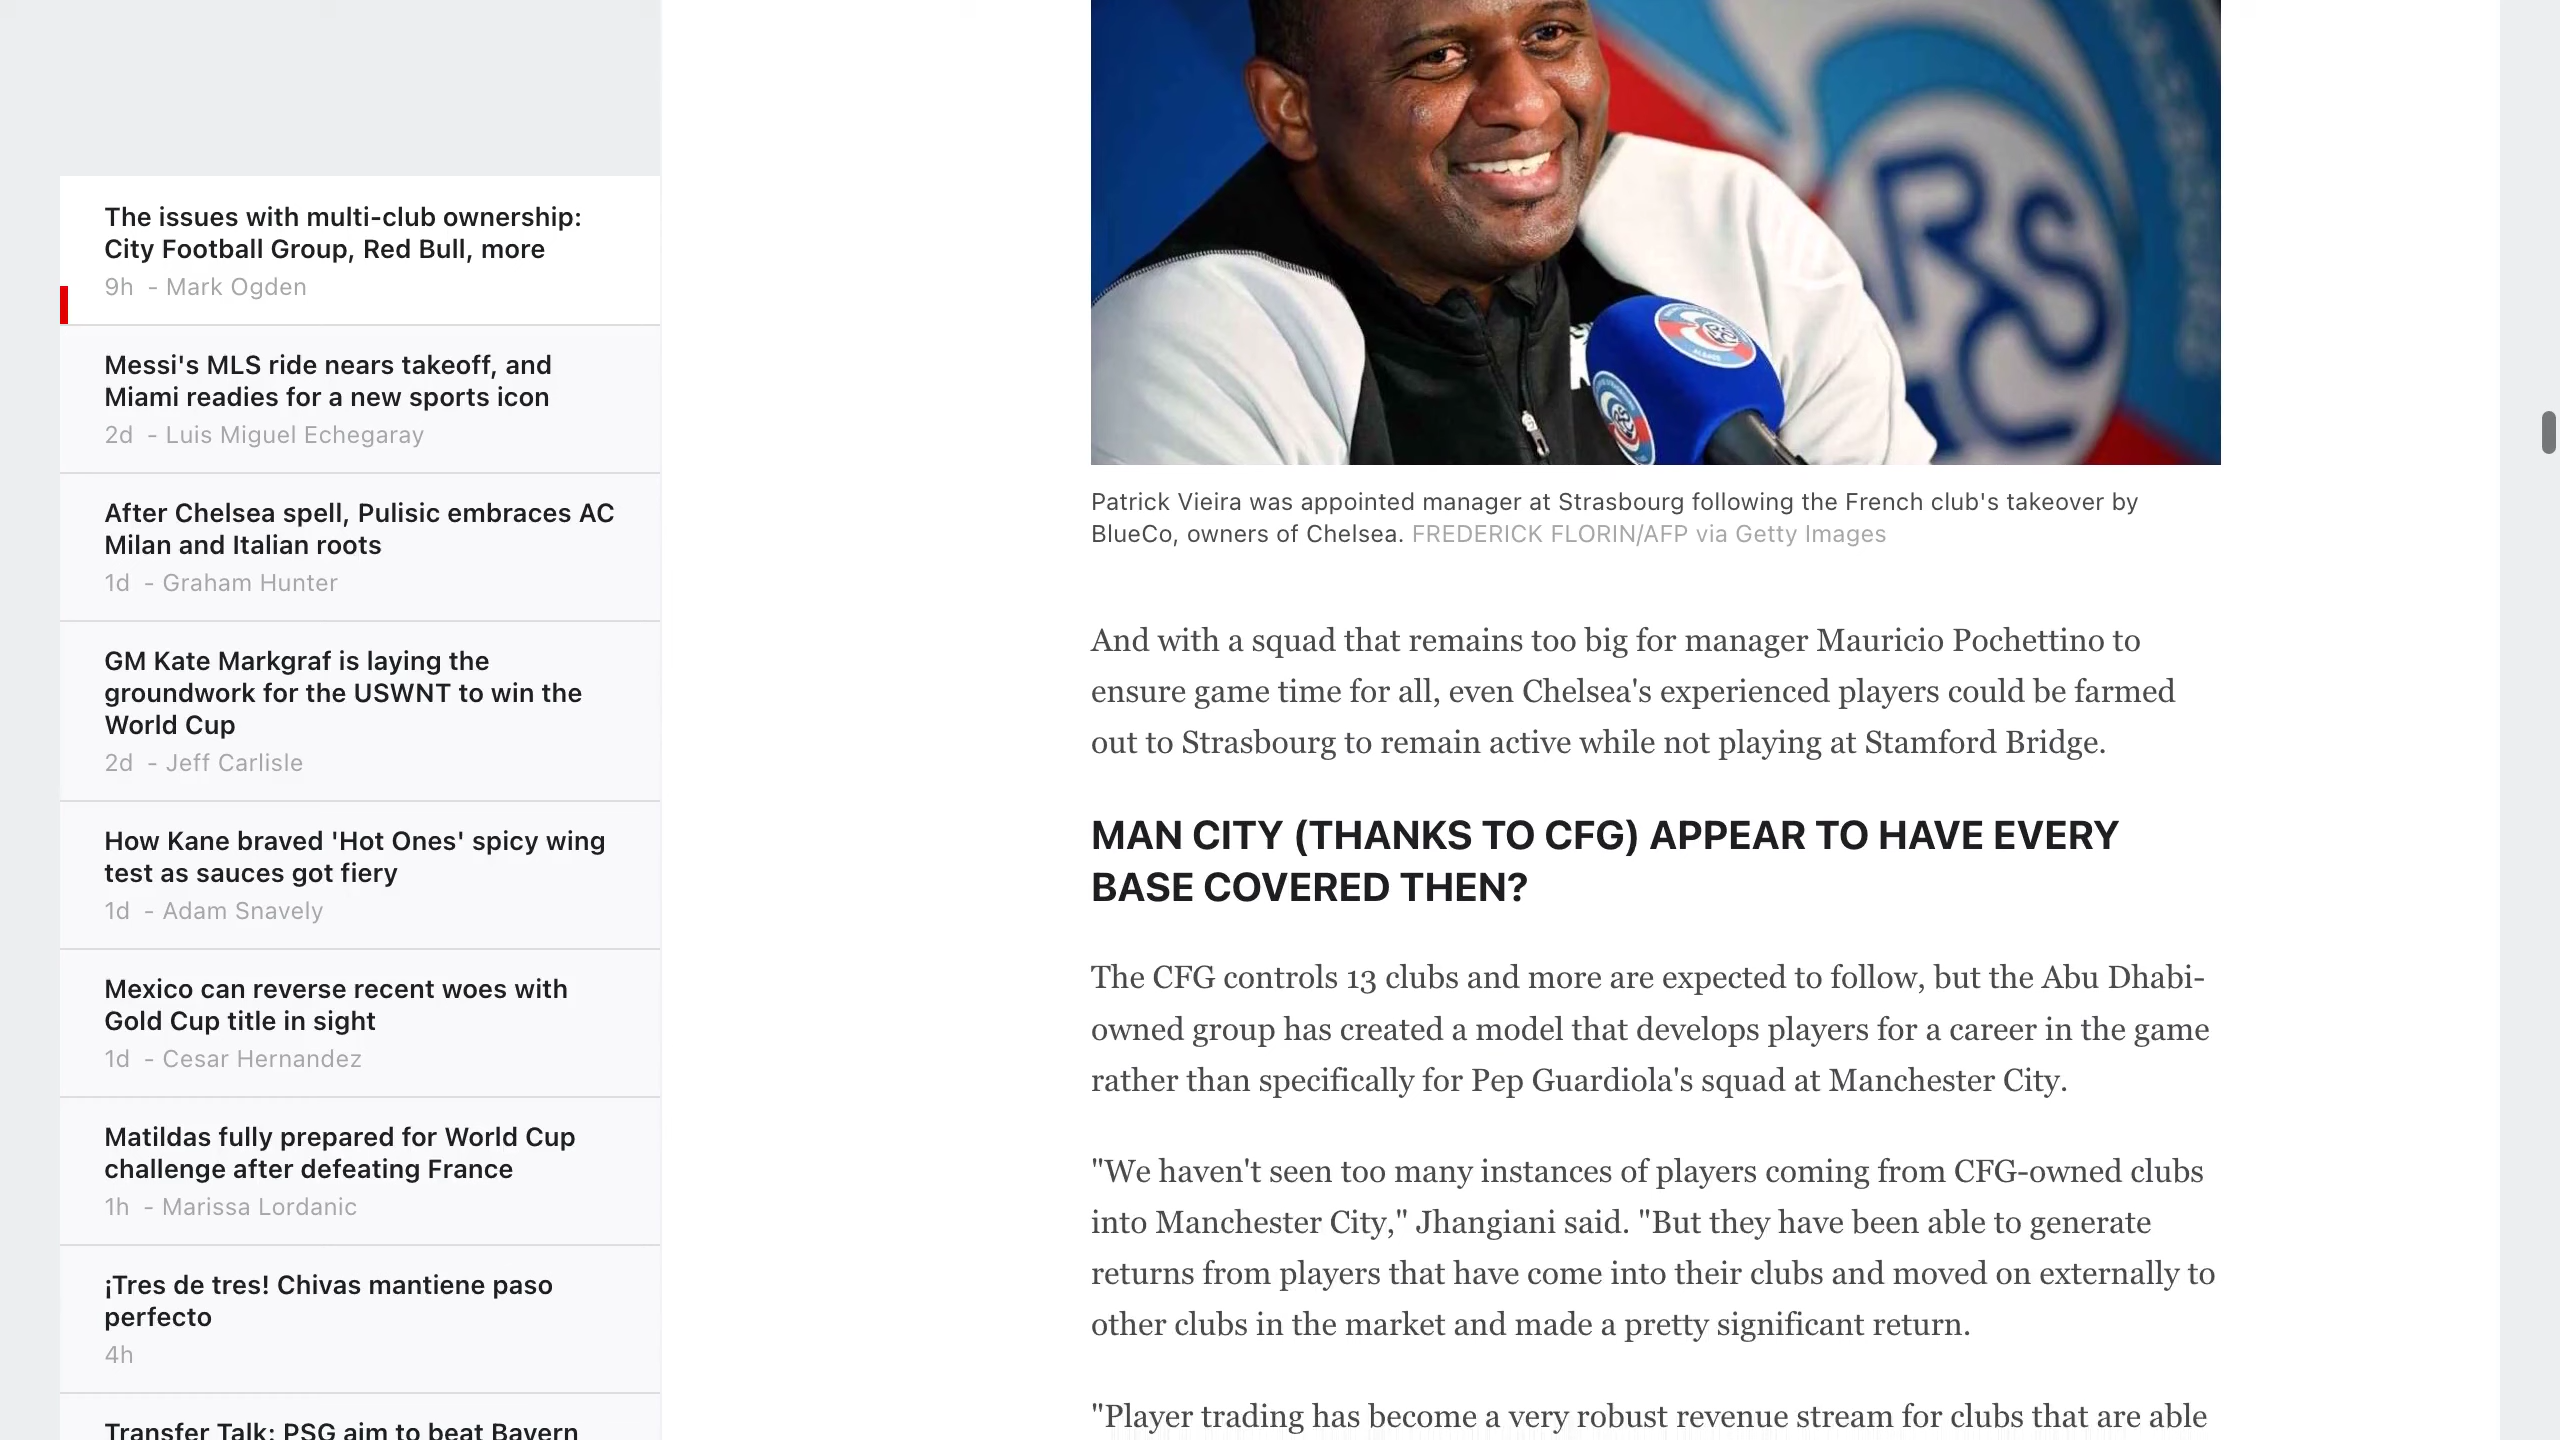 The issues with multi-club ownership:
City Football Group, Red Bull, more
9h - Mark Ogden
Messi's MLS ride nears takeoff, and
Miami readies for a new sports icon
2d - Luis Miguel Echegaray
After Chelsea spell, Pulisic embraces AC
Milan and Italian roots
1d - Graham Hunter
GM Kate Markgraf is laying the
groundwork for the USWNT to win the
World Cup
2d - Jeff Carlisle
How Kane braved 'Hot Ones' spicy wing
test as sauces got fiery
1d - Adam Snavely
Mexico can reverse recent woes with
Gold Cup title in sight
1d - Cesar Hernandez
Matildas fully prepared for World Cup
challenge after defeating France
1h - Marissa Lordanic
¡Tres de tres! Chivas mantiene paso
perfecto
4h
Transfer Talk: PSG aim to beat Bayern
RSC
A
Patrick Vieira was appointed manager at Strasbourg following the French club's takeover by
BlueCo, owners of Chelsea. FREDERICK FLORIN/AFP via Getty Images
And with a squad that remains too big for manager Mauricio Pochettino to
ensure game time for all, even Chelsea's experienced players could be farmed
out to Strasbourg to remain active while not playing at Stamford Bridge.
MAN CITY (THANKS TO CFG) APPEAR TO HAVE EVERY
BASE COVERED THEN?
The CFG controls 13 clubs and more are expected to follow, but the Abu Dhabi-
owned group has created a model that develops players for a career in the game
rather than specifically for Pep Guardiola's squad at Manchester City.
"We haven't seen too many instances of players coming from CFG-owned clubs
into Manchester City," Jhangiani said. "But they have been able to generate
returns from players that have come into their clubs and moved on externally to
other clubs in the market and made a pretty significant return.
"Player trading has become a very robust revenue stream for clubs that are able